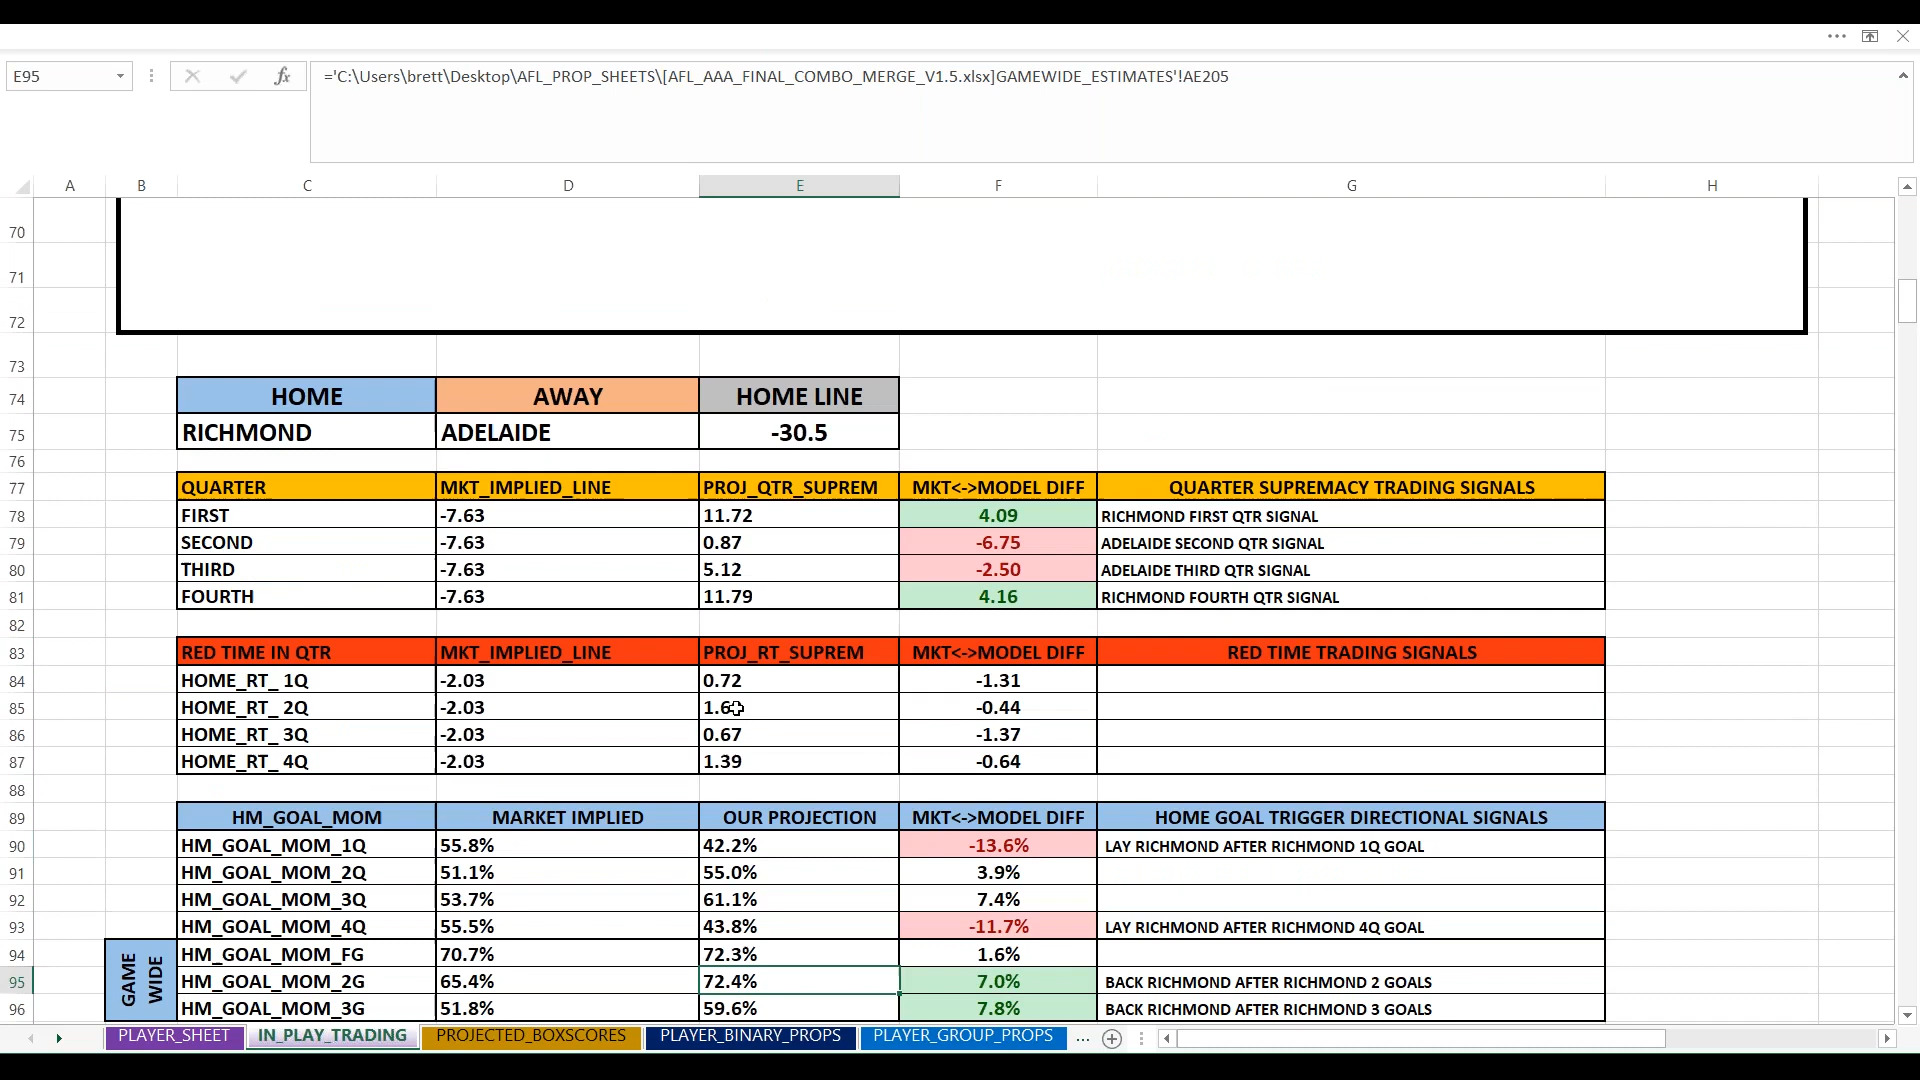 E95
fx
='C:\Users\brett\Desktop\AFL_PROP_SHEETS\[AFL_AAA_FINAL_COMBO_MERGE_V1.5.xlsx]GAMEWIDE_ESTIMATES'!AE205
A B C D E F G H
70
71
72
73
74 HOME AWAY HOME LINE
75 RICHMOND ADELAIDE -30.5
76
77 QUARTER MKT_IMPLIED_LINE PROJ_QTR_SUPREM MKT<->MODEL DIFF QUARTER SUPREMACY TRADING SIGNALS
78 FIRST -7.63 11.72 4.09 RICHMOND FIRST QTR SIGNAL
79 SECOND -7.63 0.87 -6.75 ADELAIDE SECOND QTR SIGNAL
80 THIRD -7.63 5.12 -2.50 ADELAIDE THIRD QTR SIGNAL
81 FOURTH -7.63 11.79 4.16 RICHMOND FOURTH QTR SIGNAL
82
83 RED TIME IN QTR MKT_IMPLIED_LINE PROJ_RT_SUPREM MKT<->MODEL DIFF RED TIME TRADING SIGNALS
84 HOME_RT_ 1Q -2.03 0.72 -1.31
85 HOME_RT_ 2Q -2.03 -0.44
86 HOME_RT_ 3Q -2.03 0.67 -1.37
87 HOME_RT_ 4Q -2.03 1.39 -0.64
88
89 HM_GOAL_MOM MARKET IMPLIED OUR PROJECTION MKT<->MODEL DIFF HOME GOAL TRIGGER DIRECTIONAL SIGNALS
90 HM_GOAL_MOM_1Q 55.8% 42.2% -13.6% LAY RICHMOND AFTER RICHMOND 1Q GOAL
91 HM_GOAL_MOM_2Q 51.1% 55.0% 3.9%
92 HM_GOAL_MOM_3Q 53.7% 61.1% 7.4%
93 HM_GOAL_MOM_4Q 55.5% 43.8% -11.7% LAY RICHMOND AFTER RICHMOND 4Q GOAL
94 HM_GOAL_MOM_FG 70.7% 72.3% 1.6%
GAME WIDE
95 HM_GOAL_MOM_2G 65.4% 72.4% 7.0% BACK RICHMOND AFTER RICHMOND 2 GOALS
96 HM_GOAL_MOM_3G 51.8% 59.6% 7.8% BACK RICHMOND AFTER RICHMOND 3 GOALS
PLAYER_SHEET IN_PLAY_TRADING PROJECTED_BOXSCORES PLAYER_BINARY_PROPS PLAYER_GROUP_PROPS ...